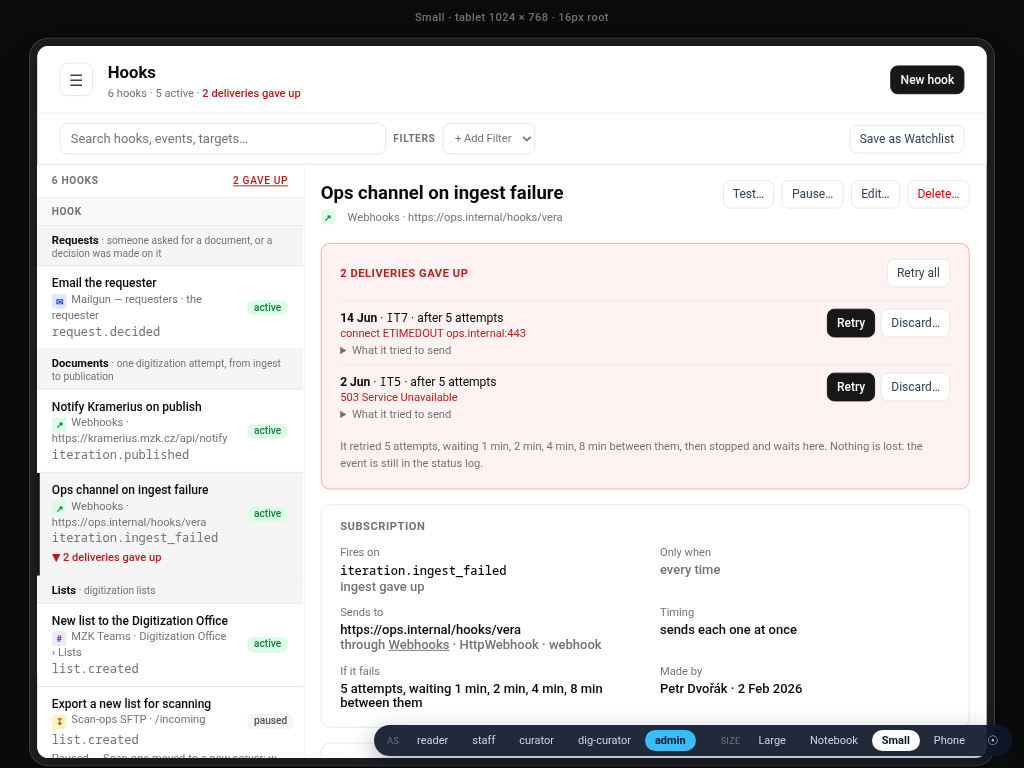 Small · tablet 1024 × 768 · 16px root
☰
Hooks
6 hooks · 5 active · 2 deliveries gave up
New hook
Search hooks, events, targets…
FILTERS
+ Add Filter
Save as Watchlist
6 HOOKS
2 GAVE UP
HOOK
Requests · someone asked for a document, or a
decision was made on it
Email the requester
✉ Mailgun — requesters · the
requester
request.decided
active
Documents · one digitization attempt, from ingest
to publication
Notify Kramerius on publish
↗ Webhooks ·
https://kramerius.mzk.cz/api/notify
iteration.published
active
Ops channel on ingest failure
↗ Webhooks ·
https://ops.internal/hooks/vera
iteration.ingest_failed
▼ 2 deliveries gave up
active
Lists · digitization lists
New list to the Digitization Office
# MZK Teams · Digitization Office
› Lists
list.created
active
Export a new list for scanning
↧ Scan-ops SFTP · /incoming
list.created
paused
Paused — Scan-ops moved to a new server; w
Ops channel on ingest failure
↗ Webhooks · https://ops.internal/hooks/vera
Test…
Pause…
Edit…
Delete…
2 DELIVERIES GAVE UP
Retry all
14 Jun · IT7 · after 5 attempts
connect ETIMEDOUT ops.internal:443
▶ What it tried to send
Retry
Discard…
2 Jun · IT5 · after 5 attempts
503 Service Unavailable
▶ What it tried to send
Retry
Discard…
It retried 5 attempts, waiting 1 min, 2 min, 4 min, 8 min between them, then stopped and waits here. Nothing is lost: the
event is still in the status log.
SUBSCRIPTION
Fires on
iteration.ingest_failed
ingest gave up
Only when
every time
Sends to
https://ops.internal/hooks/vera
through Webhooks · HttpWebhook · webhook
Timing
sends each one at once
If it fails
5 attempts, waiting 1 min, 2 min, 4 min, 8 min
between them
Made by
Petr Dvořák · 2 Feb 2026
AS
reader
staff
curator
dig-curator
admin
SIZE
Large
Notebook
Small
Phone
☉